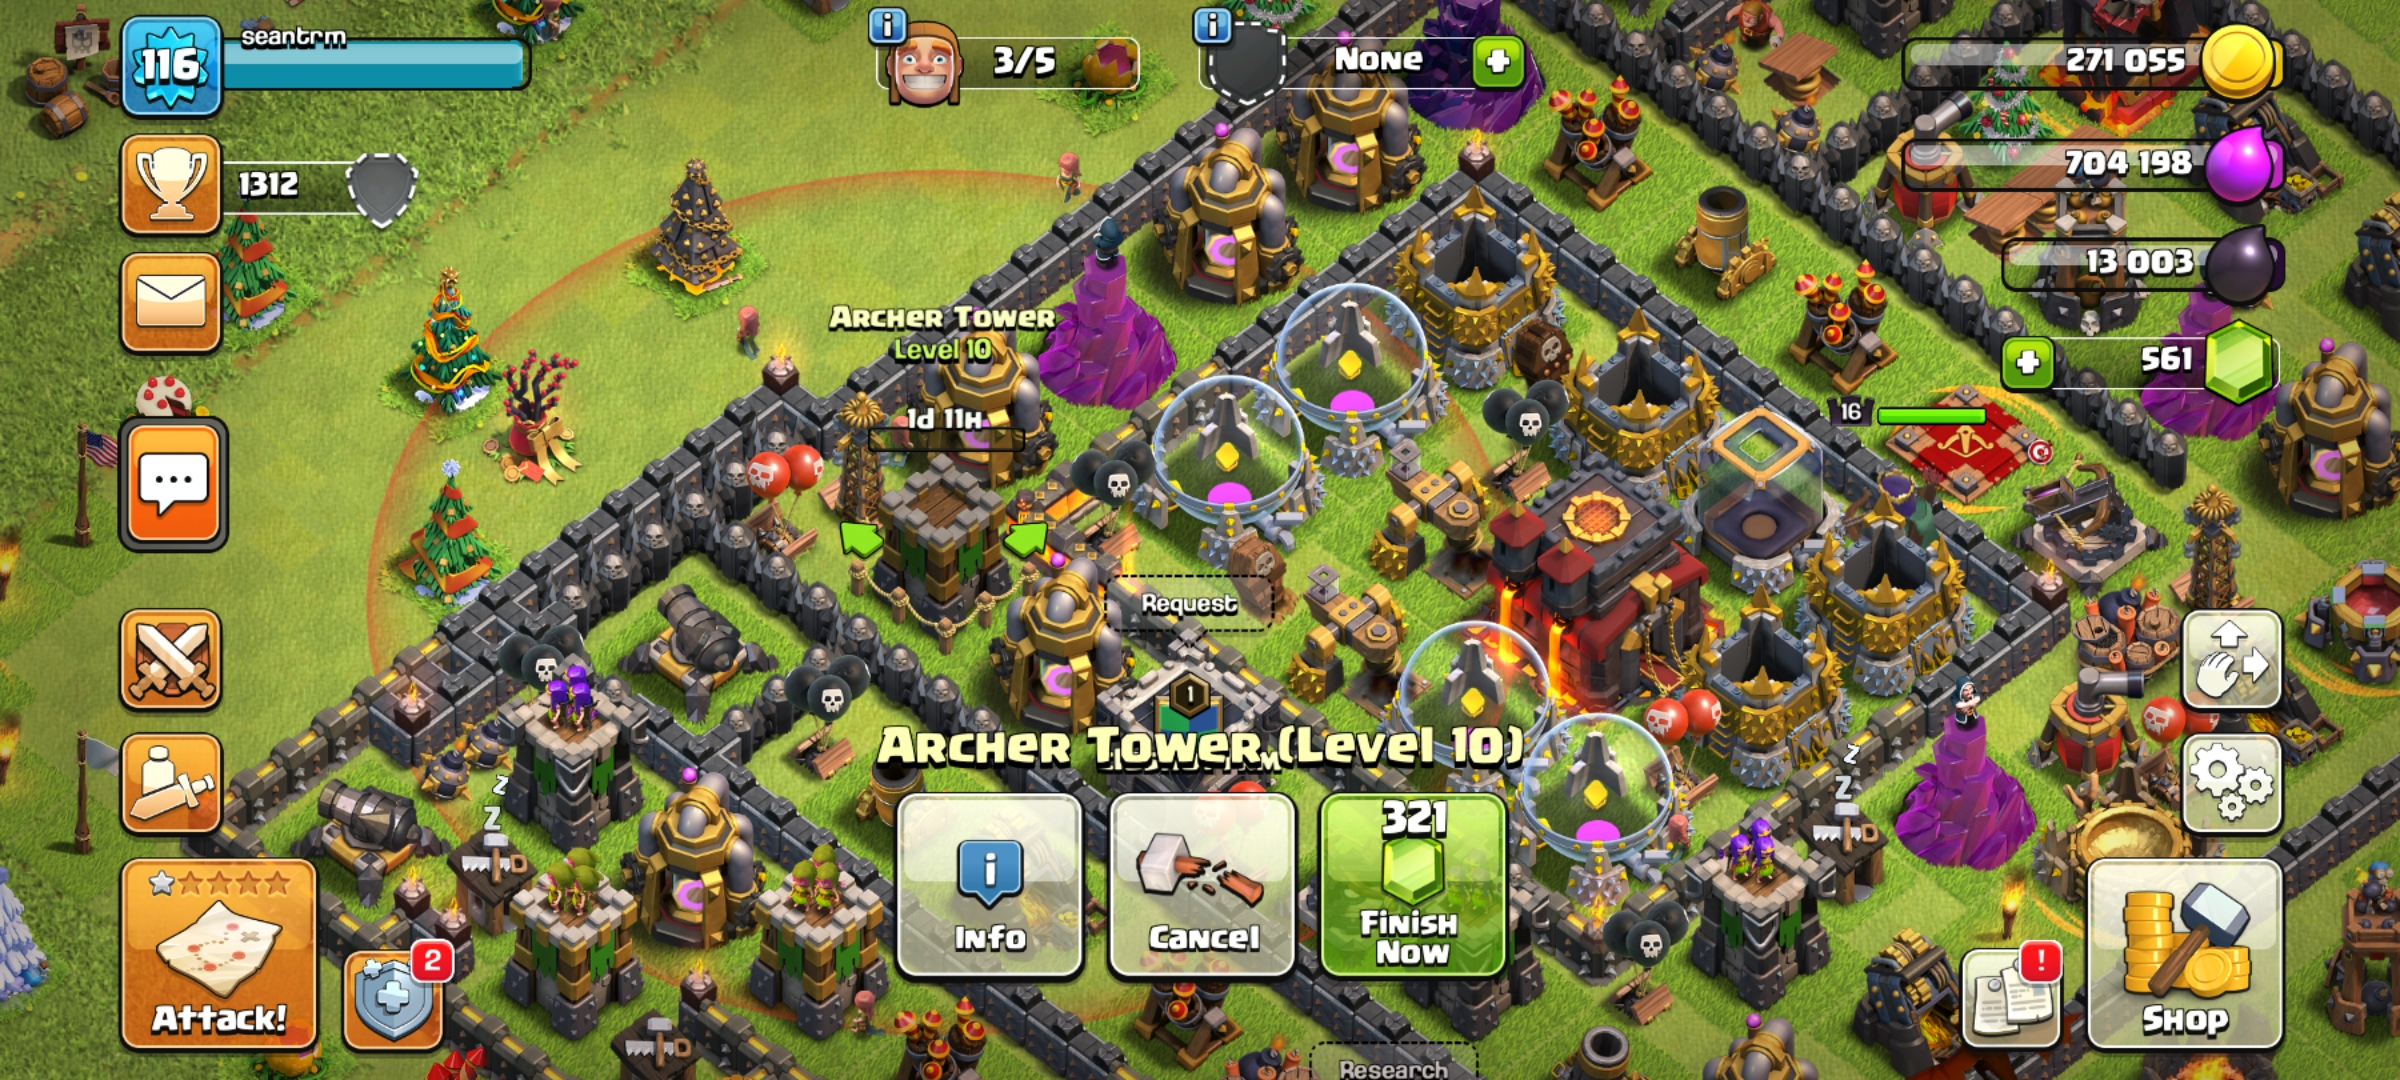 116
seantrm
3/5
None
271 055
1312
704 198
13 003
561
Archer Tower
Level 10
16
1d 11h
Request
1
Archer Tower (Level 10)
z
Z
z
Z
321
Info
Cancel
Finish
Now
Attack!
2
!
Shop
Research